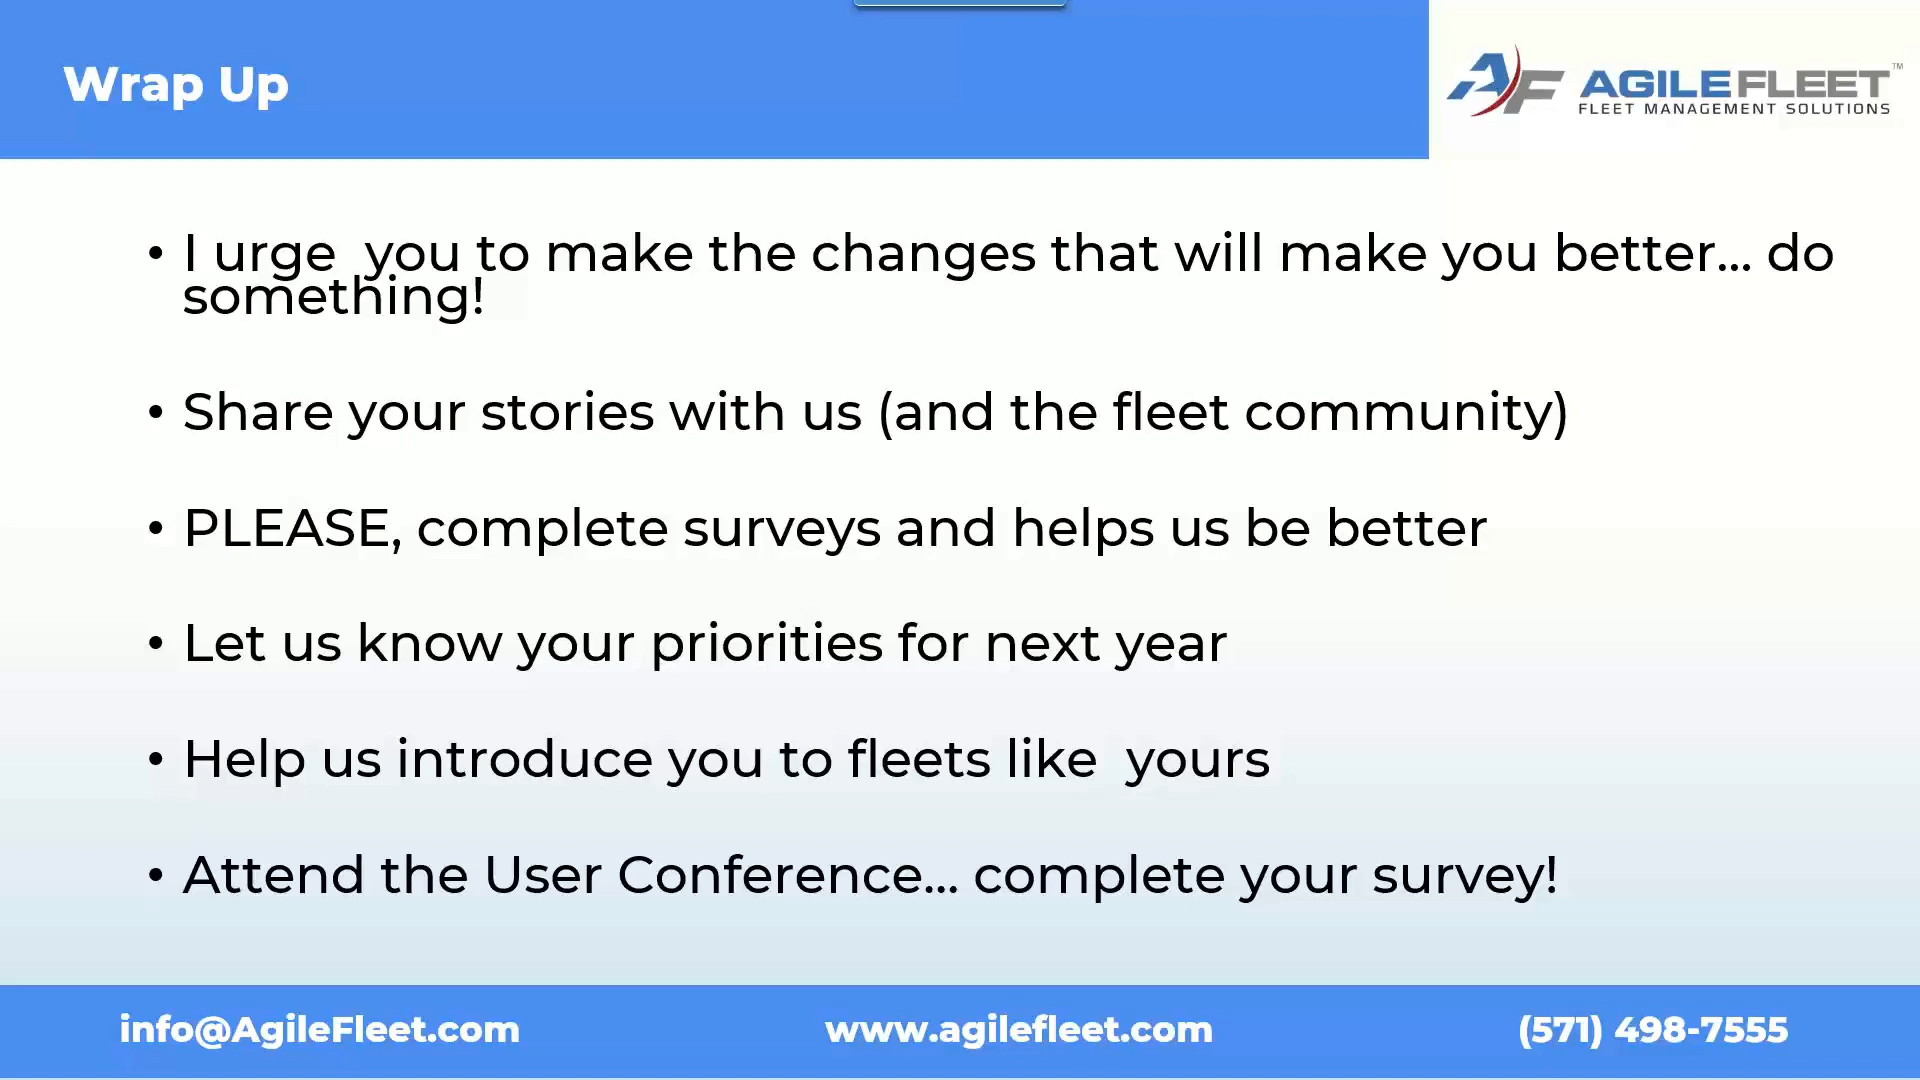 Wrap Up
AF AGILEFLEET™
FLEET MANAGEMENT SOLUTIONS
• I urge  you to make the changes that will make you better... do
something!
• Share your stories with us (and the fleet community)
• PLEASE, complete surveys and helps us be better
• Let us know your priorities for next year
• Help us introduce you to fleets like  yours
• Attend the User Conference... complete your survey!
info@AgileFleet.com
www.agilefleet.com
(571) 498-7555